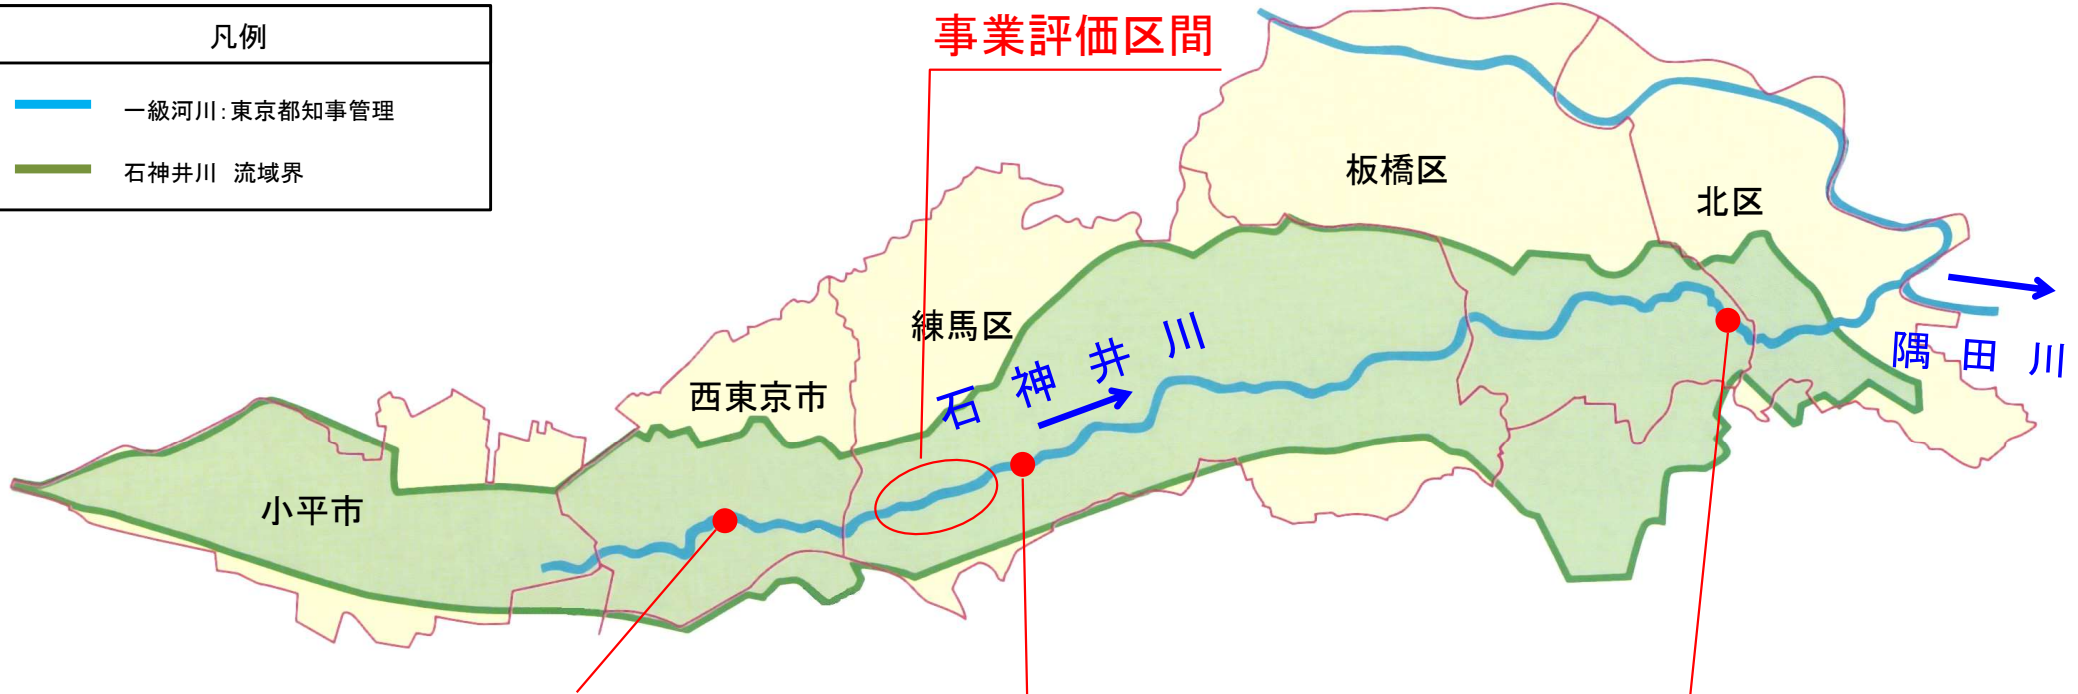 凡例
一級河川：東京都知事管理
石神井川　流域界
事業評価区間
板橋区
北区
練馬区
石神井川
隅田川
西東京市
小平市